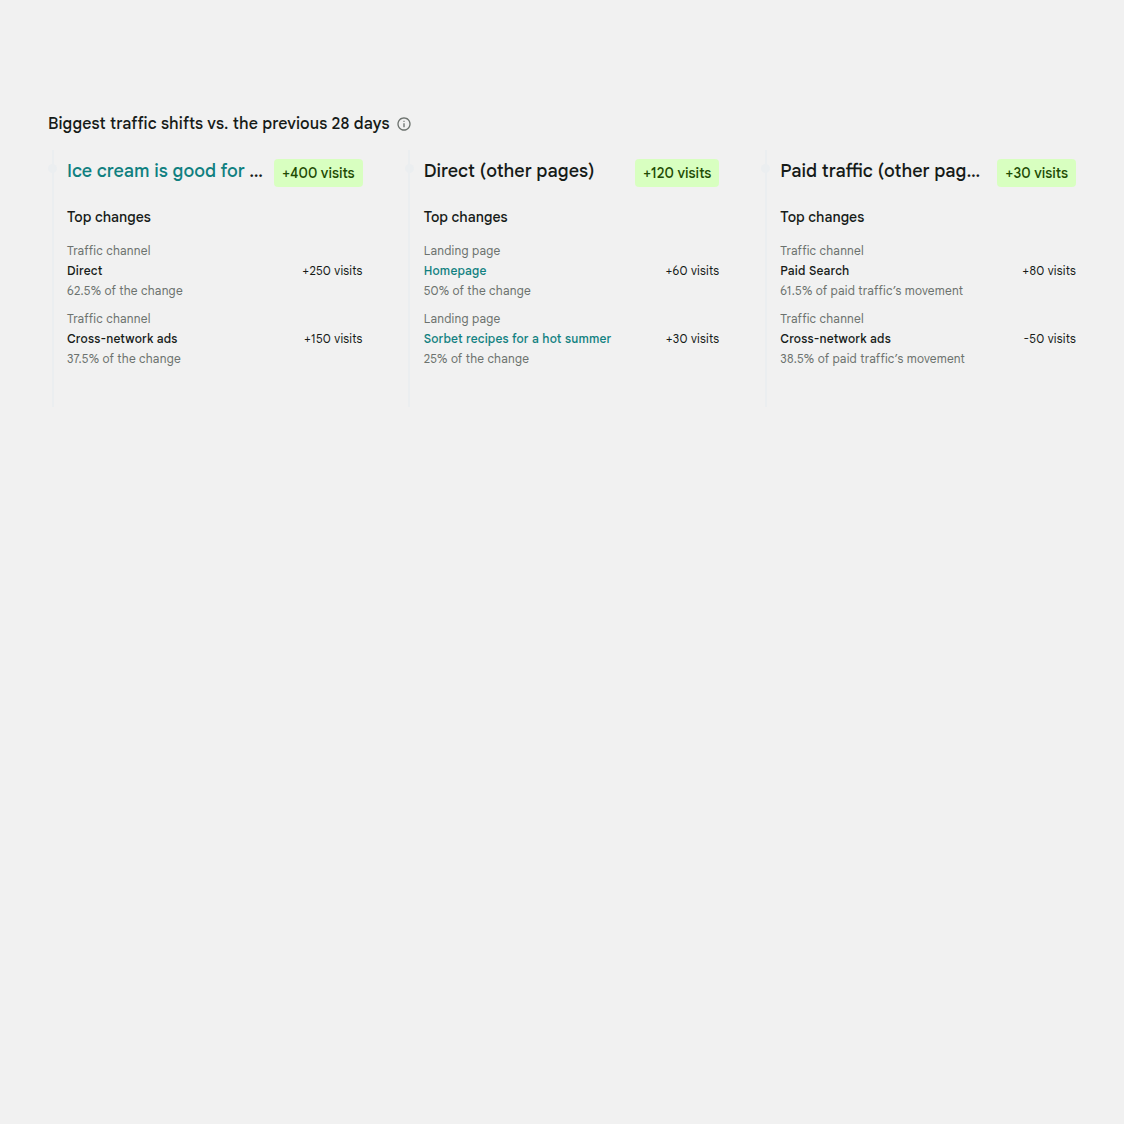 Biggest traffic shifts vs. the previous 28 days
Ice cream is good for ...
+400 visits
Top changes
Traffic channel
Direct
+250 visits
62.5% of the change
Traffic channel
Cross-network ads
+150 visits
37.5% of the change
Direct (other pages)
+120 visits
Top changes
Landing page
Homepage
+60 visits
50% of the change
Landing page
Sorbet recipes for a hot summer
+30 visits
25% of the change
Paid traffic (other pag...
+30 visits
Top changes
Traffic channel
Paid Search
+80 visits
61.5% of paid traffic’s movement
Traffic channel
Cross-network ads
-50 visits
38.5% of paid traffic’s movement